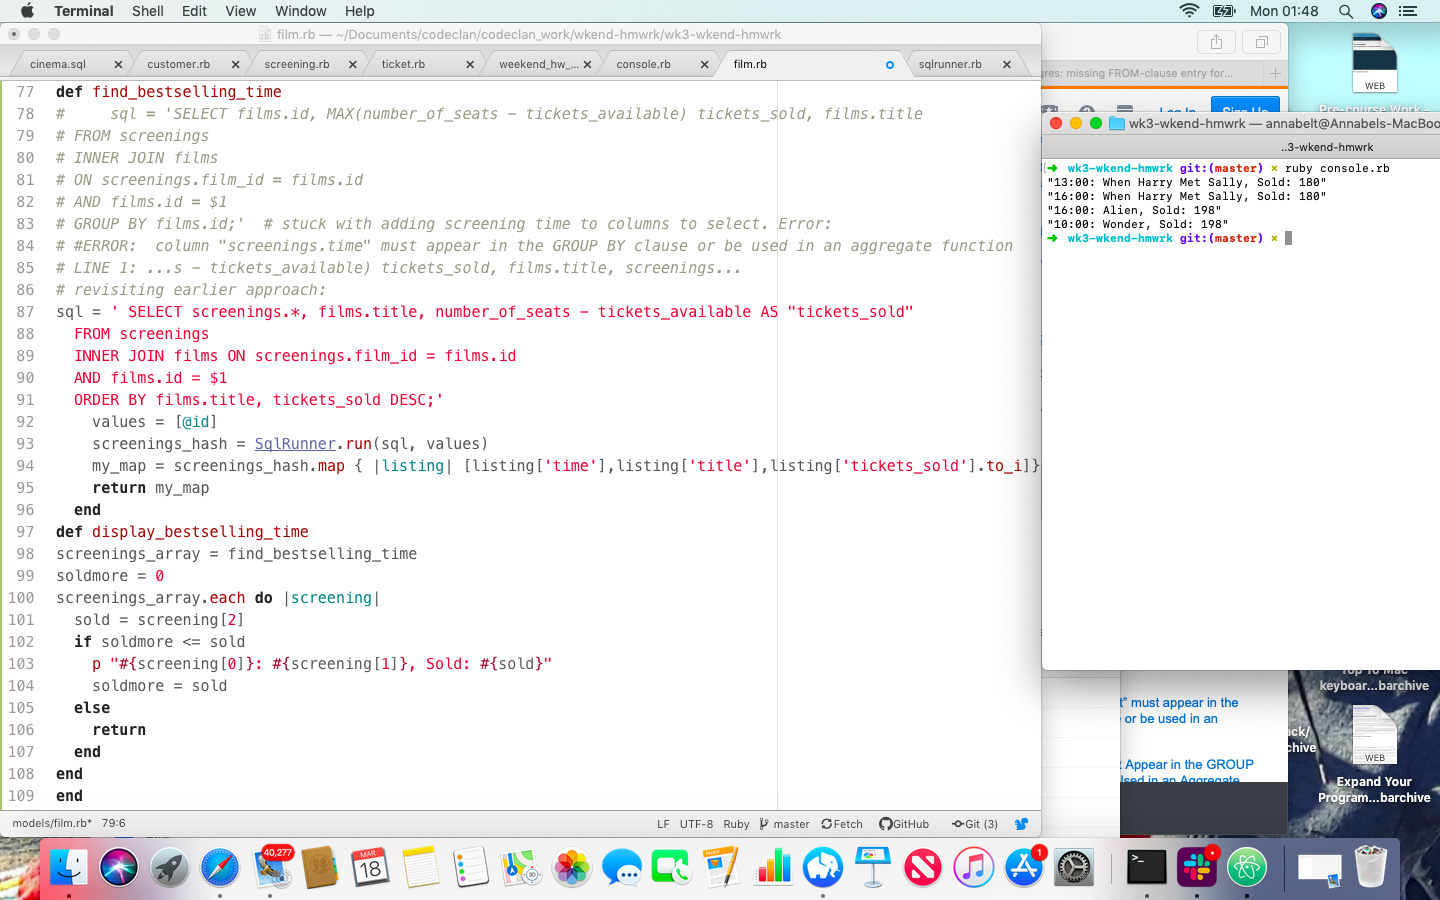 Terminal Shell Edit View Window Help
Mon 01:48
film.rb — ~/Documents/codeclan/codeclan_work/wkend-hmwrk/wk3-wkend-hmwrk
cinema.sql customer.rb screening.rb ticket.rb weekend_hw_... console.rb film.rb sqlrunner.rb
77 def find_bestselling_time
78 #     sql = 'SELECT films.id, MAX(number_of_seats - tickets_available) tickets_sold, films.title
79 # FROM screenings
80 # INNER JOIN films
81 # ON screenings.film_id = films.id
82 # AND films.id = $1
83 # GROUP BY films.id;'  # stuck with adding screening time to columns to select. Error:
84 # #ERROR:  column "screenings.time" must appear in the GROUP BY clause or be used in an aggregate function
85 # LINE 1: ...s - tickets_available) tickets_sold, films.title, screenings...
86 # revisiting earlier approach:
87 sql = ' SELECT screenings.*, films.title, number_of_seats - tickets_available AS "tickets_sold"
88   FROM screenings
89   INNER JOIN films ON screenings.film_id = films.id
90   AND films.id = $1
91   ORDER BY films.title, tickets_sold DESC;'
92     values = [@id]
93     screenings_hash = SqlRunner.run(sql, values)
94     my_map = screenings_hash.map { |listing| [listing['time'],listing['title'],listing['tickets_sold'].to_i]}
95     return my_map
96   end
97 def display_bestselling_time
98 screenings_array = find_bestselling_time
99 soldmore = 0
100 screenings_array.each do |screening|
101   sold = screening[2]
102   if soldmore <= sold
103     p "#{screening[0]}: #{screening[1]}, Sold: #{sold}"
104     soldmore = sold
105   else
106     return
107   end
108 end
109 end
models/film.rb* 79:6
LF UTF-8 Ruby master Fetch GitHub Git (3)
gres: missing FROM-clause entry for...
Log In Sign Up
WEB
Pre-course Work -
wk3-wkend-hmwrk — annabelt@Annabels-MacBoo
..3-wkend-hmwrk
➜ wk3-wkend-hmwrk git:(master) × ruby console.rb
"13:00: When Harry Met Sally, Sold: 180"
"16:00: When Harry Met Sally, Sold: 180"
"16:00: Alien, Sold: 198"
"10:00: Wonder, Sold: 198"
➜ wk3-wkend-hmwrk git:(master) ×
Top 10 Mac
keyboar...barchive
t" must appear in the
or be used in an
uck/
chive
WEB
t Appear in the GROUP
Used in an Aggregate
Expand Your
Program...barchive
40,277
MAR
18
1
>_